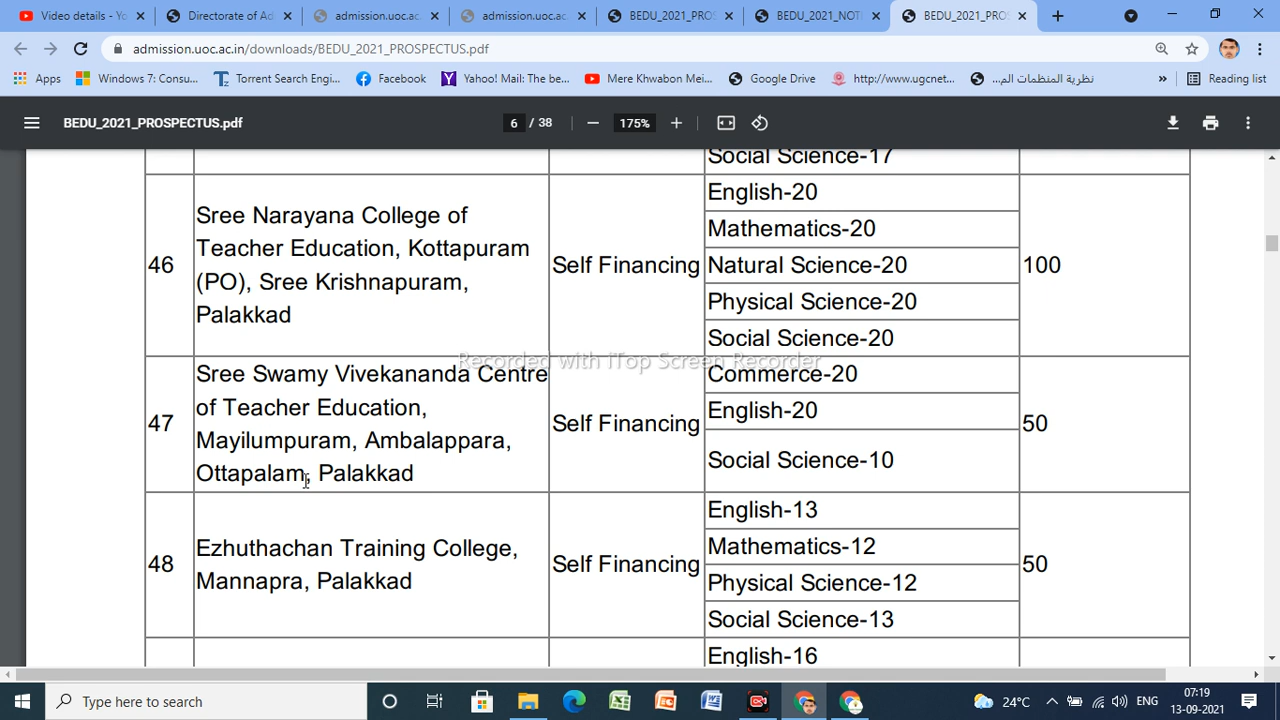 Video details - Yo
Directorate of Ad
admission.uoc.ac
admission.uoc.ac
BEDU_2021_PROS
BEDU_2021_NOTI
BEDU_2021_PROS
admission.uoc.ac.in/downloads/BEDU_2021_PROSPECTUS.pdf
Apps
Windows 7: Consu...
Torrent Search Engi...
Facebook
Yahoo! Mail: The be...
Mere Khwabon Mei...
Google Drive
http://www.ugcnet...
نظرية المنظمات الم...
»
Reading list
BEDU_2021_PROSPECTUS.pdf
6 / 38
175%
Social Science-17
46
Sree Narayana College of
Teacher Education, Kottapuram
(PO), Sree Krishnapuram,
Palakkad
Self Financing
English-20
Mathematics-20
Natural Science-20
Physical Science-20
Social Science-20
100
Recorded with iTop Screen Recorder
47
Sree Swamy Vivekananda Centre
of Teacher Education,
Mayilumpuram, Ambalappara,
Ottapalam, Palakkad
Self Financing
Commerce-20
English-20
Social Science-10
50
48
Ezhuthachan Training College,
Mannapra, Palakkad
Self Financing
English-13
Mathematics-12
Physical Science-12
Social Science-13
50
English-16
Type here to search
24°C
ENG
07:19
13-09-2021